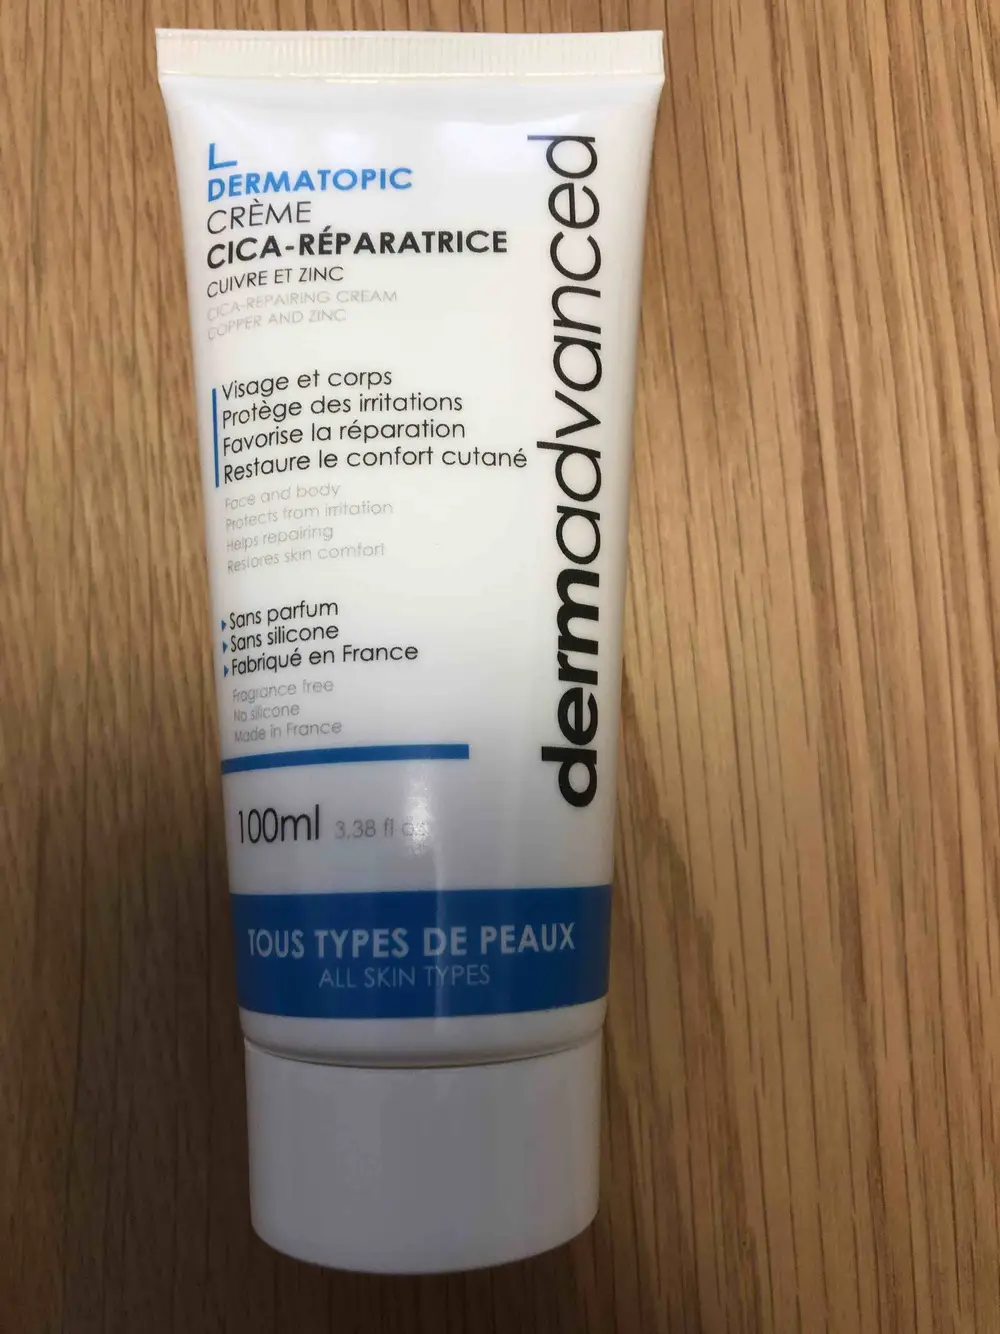 DERMATOPIC
CRÈME
CICA-RÉPARATRICE
CUIVRE ET ZINC
CICA-REPAIRING CREAM
COPPER AND ZINC
Visage et corps
Protège des irritations
Favorise la réparation
Restaure le confort cutané
Face and body
Protects from irritation
Helps repairing
Restores skin comfort
Sans parfum
Sans silicone
Fabriqué en France
Fragrance free
No silicone
Made in France
100ml 3.38 fl oz
TOUS TYPES DE PEAUX
ALL SKIN TYPES
dermadvanced